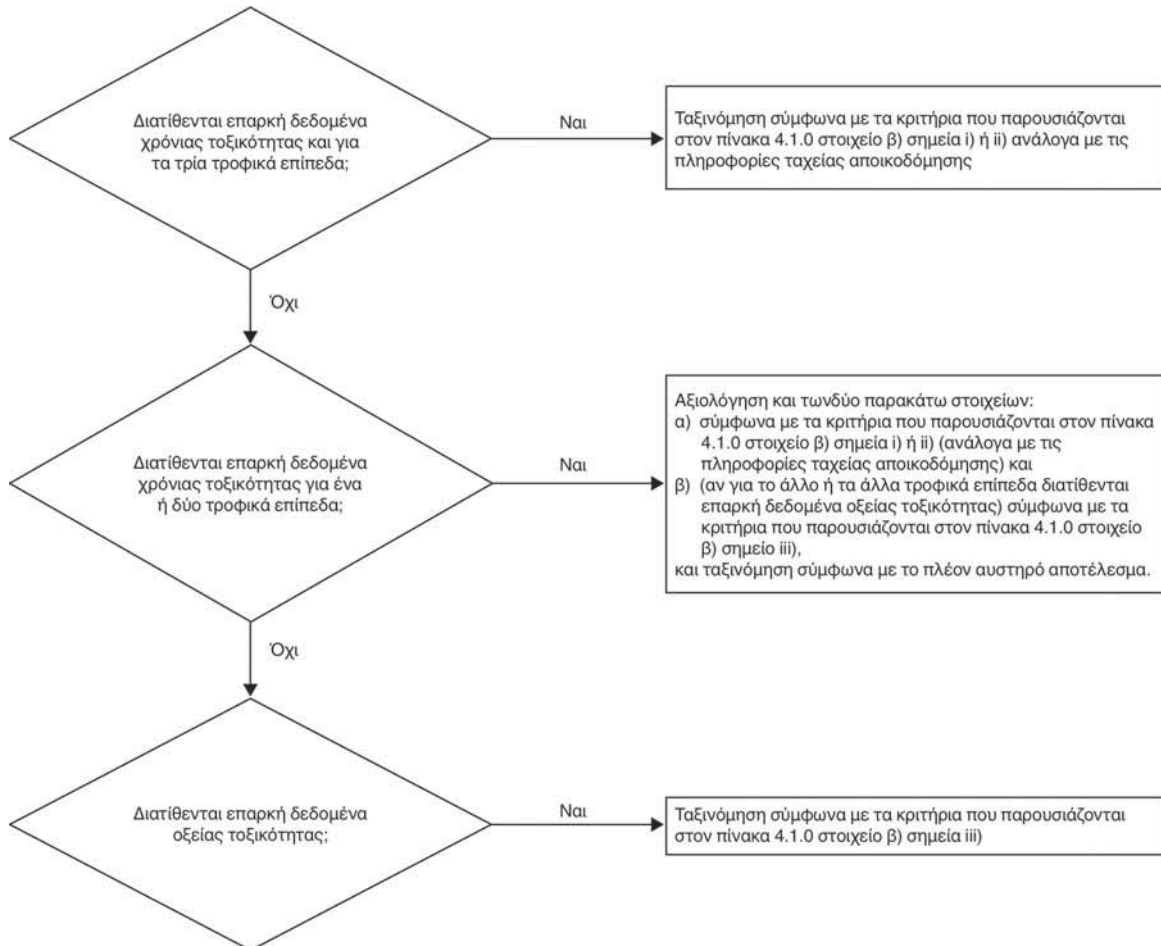 Διατίθενται επαρκή δεδομένα
χρόνιας τοξικότητας και για
τα τρία τροφικά επίπεδα;
Ναι
Ταξινόμηση σύμφωνα με τα κριτήρια που παρουσιάζονται
στον πίνακα 4.1.0 στοιχείο β) σημεία i) ή ii) ανάλογα με τις
πληροφορίες ταχείας αποικοδόμησης
Όχι
Διατίθενται επαρκή δεδομένα
χρόνιας τοξικότητας για ένα
ή δύο τροφικά επίπεδα;
Ναι
Αξιολόγηση και τωνδύο παρακάτω στοιχείων:
α) σύμφωνα με τα κριτήρια που παρουσιάζονται στον πίνακα
4.1.0 στοιχείο β) σημεία i) ή ii) (ανάλογα με τις
πληροφορίες ταχείας αποικοδόμησης) και
β) (αν για το άλλο ή τα άλλα τροφικά επίπεδα διατίθενται
επαρκή δεδομένα οξείας τοξικότητας) σύμφωνα με τα
κριτήρια που παρουσιάζονται στον πίνακα 4.1.0 στοιχείο
β) σημείο iii),
και ταξινόμηση σύμφωνα με το πλέον αυστηρό αποτέλεσμα.
Όχι
Διατίθενται επαρκή δεδομένα
οξείας τοξικότητας;
Ναι
Ταξινόμηση σύμφωνα με τα κριτήρια που παρουσιάζονται
στον πίνακα 4.1.0 στοιχείο β) σημεία iii)